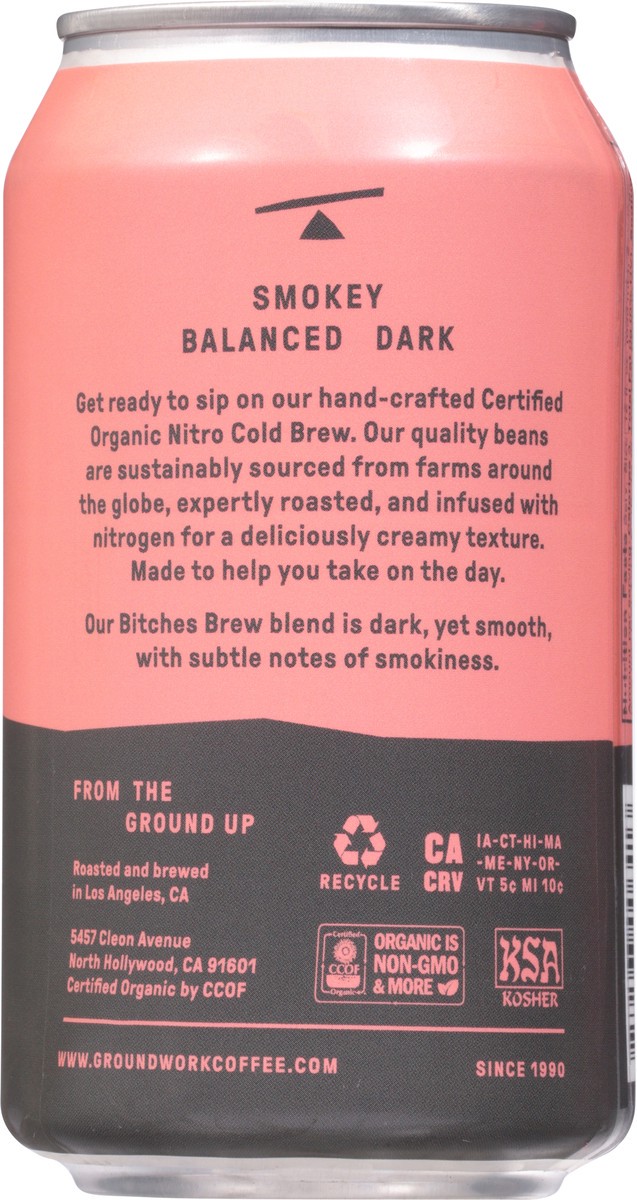 SMOKEY
BALANCED DARK
Get ready to sip on our hand-crafted Certified
Organic Nitro Cold Brew. Our quality beans
are sustainably sourced from farms around
the globe, expertly roasted, and infused with
nitrogen for a deliciously creamy texture.
Made to help you take on the day.
Our Bitches Brew blend is dark, yet smooth,
with subtle notes of smokiness.
FROM THE
GROUND UP
Roasted and brewed
in Los Angeles, CA
5457 Cleon Avenue
North Hollywood, CA 91601
Certified Organic by CCOF
RECYCLE
CA
CRV
IA-CT-HI-MA
-ME-NY-OR-
VT 5¢ MI 10¢
Certified
CCOF
Organic
ORGANIC IS
NON-GMO
& MORE
KSA
KOSHER
WWW.GROUNDWORKCOFFEE.COM
SINCE 1990
Nutrition Facts